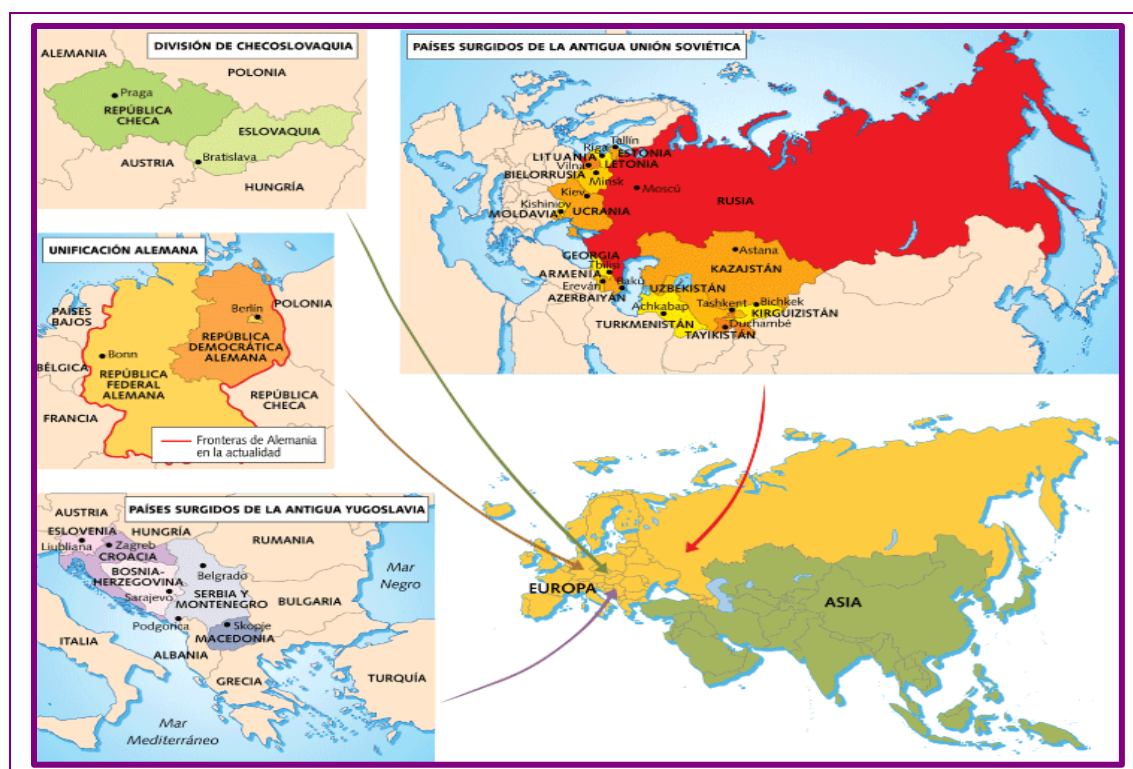 DIVISIÓN DE CHECOSLOVAQUIA
ALEMANIA
POLONIA
Praga
REPÚBLICA
CHECA
ESLOVAQUIA
AUSTRIA
Bratislava
HUNGRÍA
PAÍSES SURGIDOS DE LA ANTIGUA UNIÓN SOVIÉTICA
Tallín
Riga
ESTONIA
LITUANIA
LETONIA
Vilna
BIELORRUSIA
Minsk
Kiev
Moscú
RUSIA
Kishiniov
UCRANIA
MOLDAVIA
Astana
GEORGIA
KAZAJSTÁN
Tbilisi
ARMENIA
Bakú
UZBEKISTÁN
Ereván
AZERBAIYÁN
Achkabap
Tashkent
Bichkek
KIRGUIZISTÁN
TURKMENISTÁN
Duchambé
TAYIKISTÁN
UNIFICACIÓN ALEMANA
PAÍSES
BAJOS
Berlín
POLONIA
REPÚBLICA
DEMOCRÁTICA
ALEMANA
Bonn
BÉLGICA
REPÚBLICA
FEDERAL
ALEMANA
REPÚBLICA
CHECA
FRANCIA
Fronteras de Alemania
en la actualidad
PAÍSES SURGIDOS DE LA ANTIGUA YUGOSLAVIA
AUSTRIA
ESLOVENIA
HUNGRÍA
Liubliana
Zagreb
CROACIA
RUMANIA
BOSNIA-
HERZEGOVINA
Belgrado
Mar
Negro
Sarajevo
SERBIA Y
MONTENEGRO
BULGARIA
Podgorica
Skopje
ITALIA
MACEDONIA
ALBANIA
GRECIA
TURQUÍA
Mar
Mediterráneo
EUROPA
ASIA